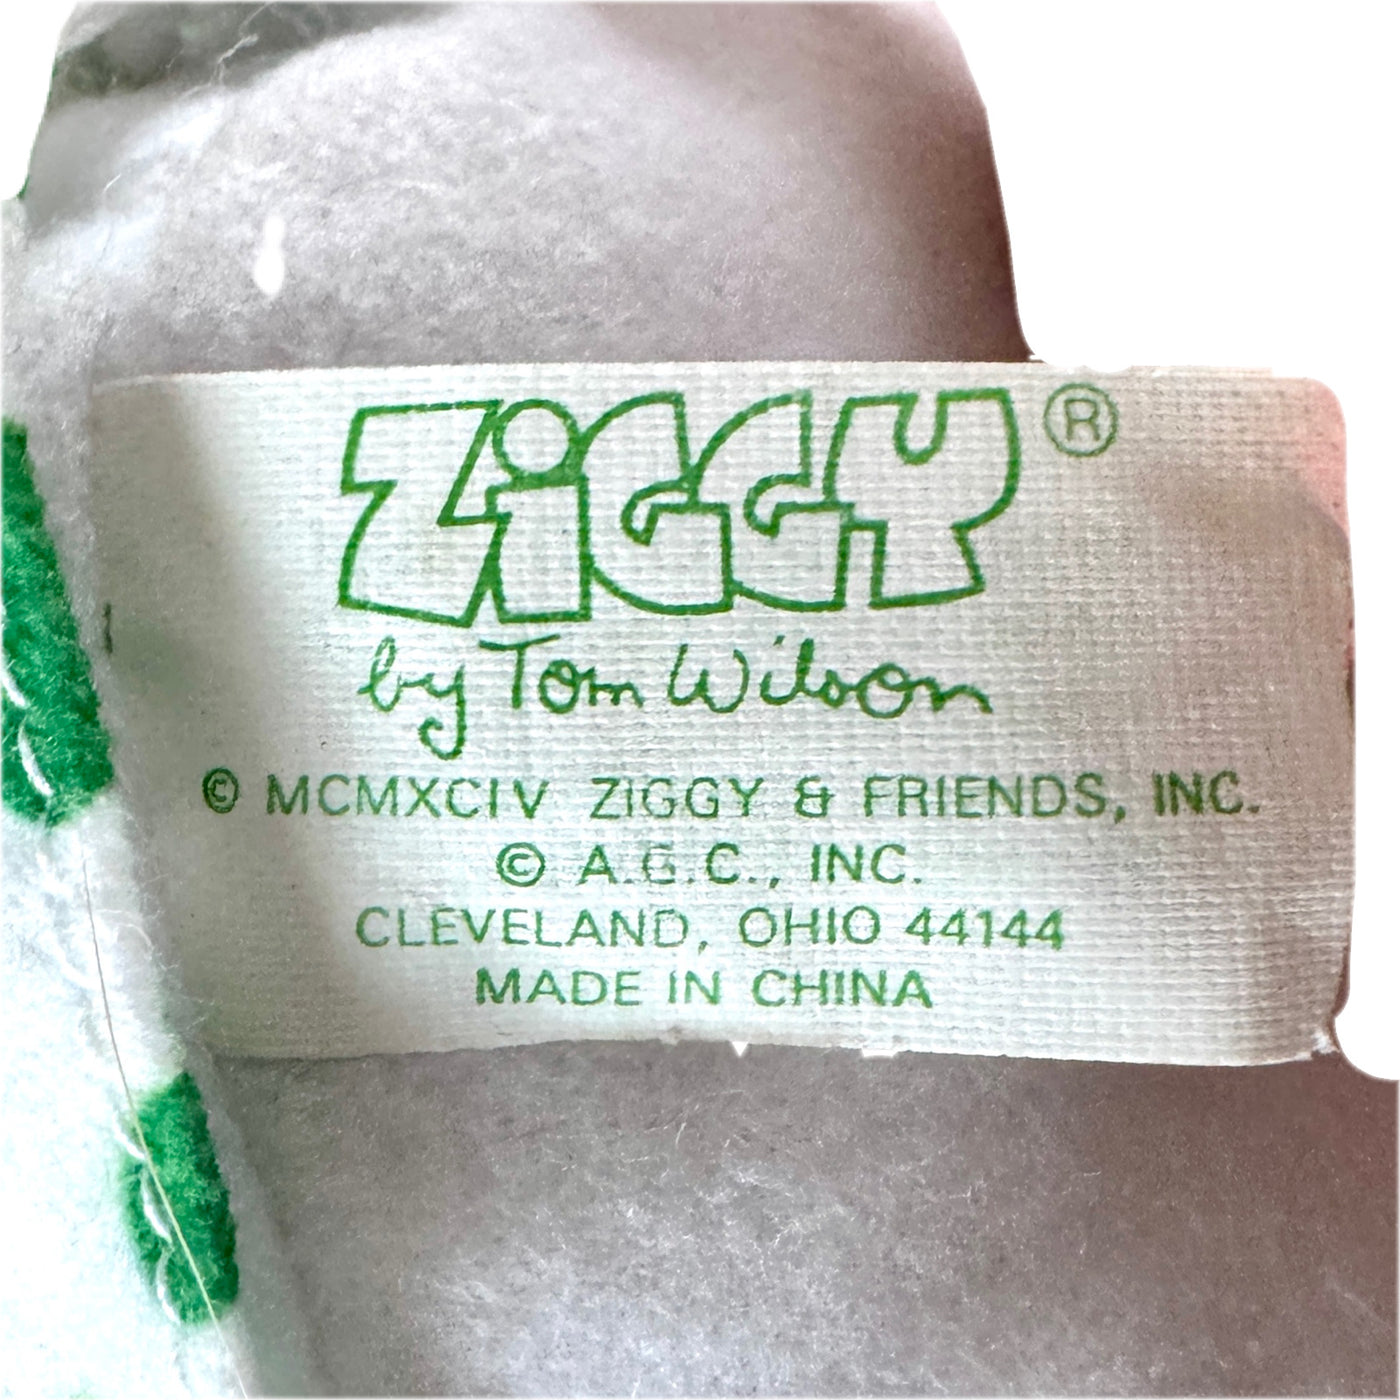 ZiGGY ®
by Tom Wilson
© MCMXCIV ZIGGY & FRIENDS, INC.
© A.G.C., INC.
CLEVELAND, OHIO 44144
MADE IN CHINA